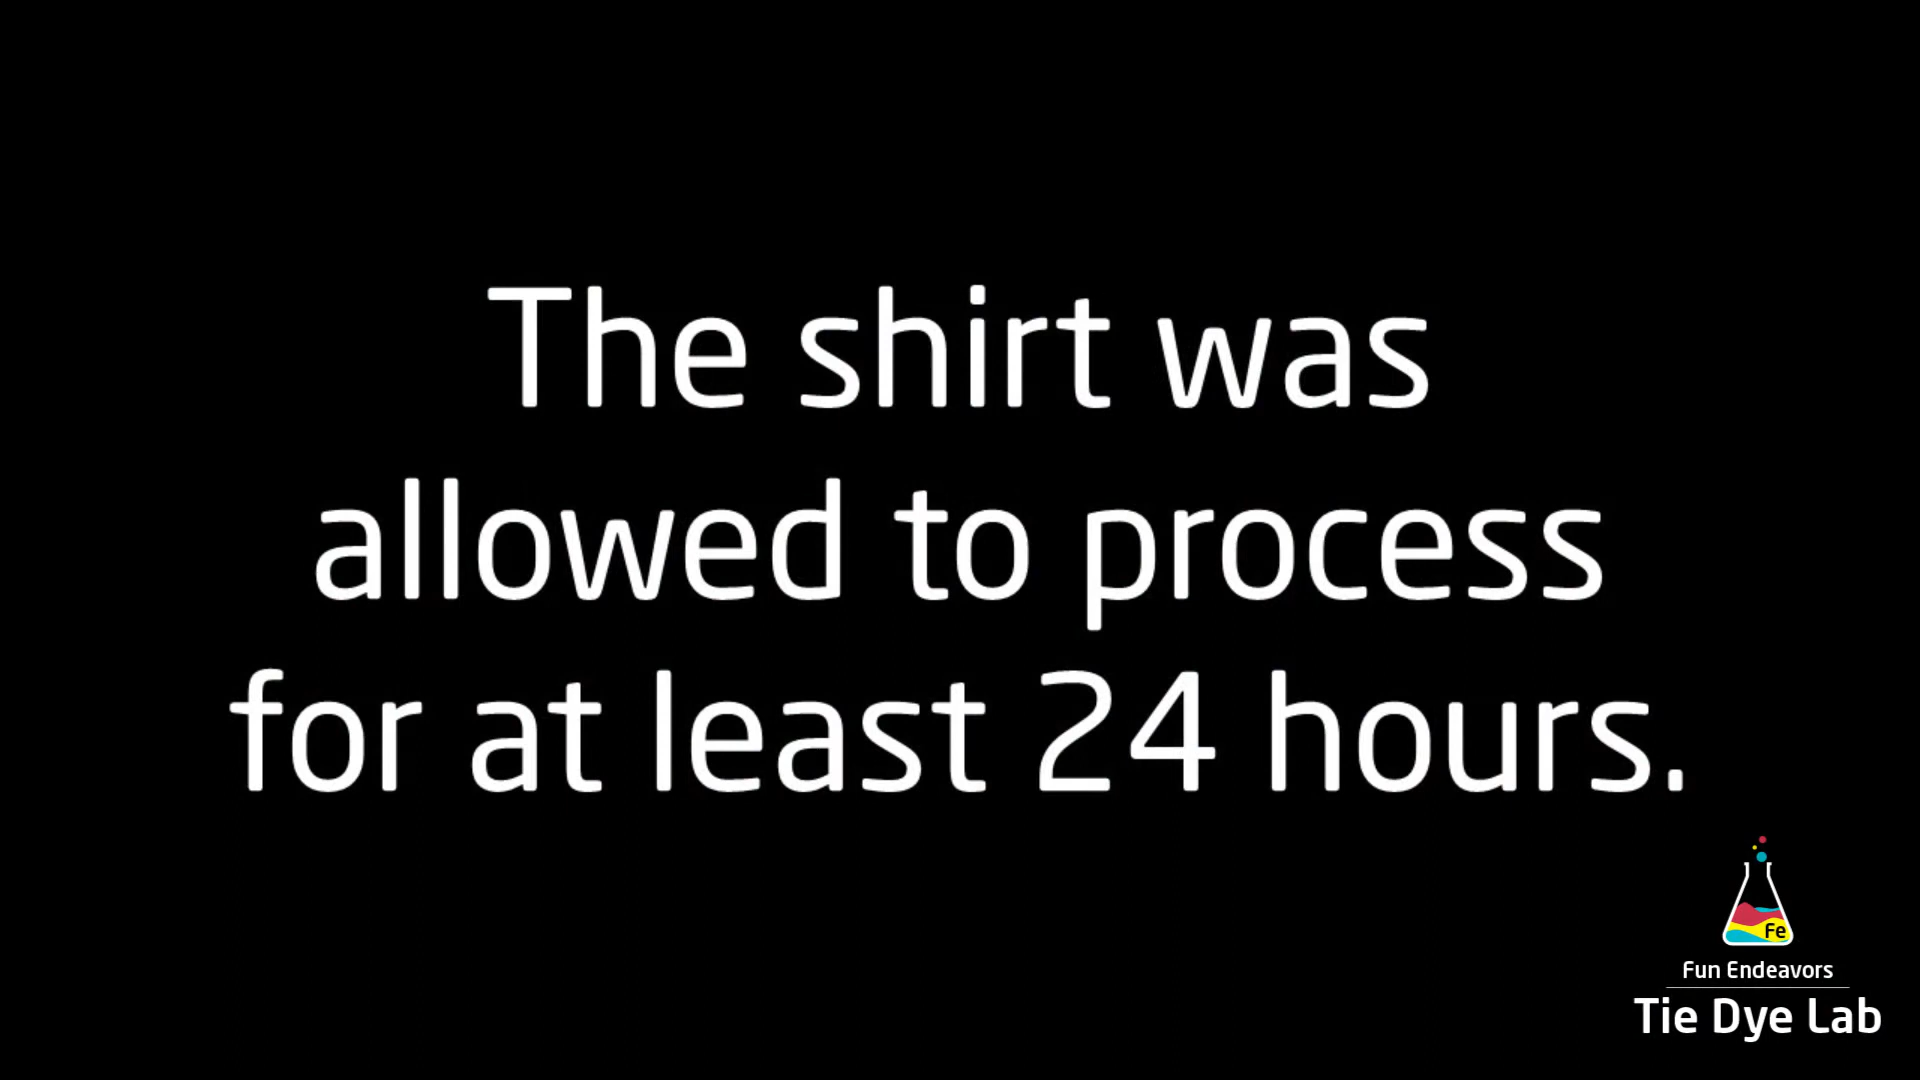 The shirt was
allowed to process
for at least 24 hours.
Fe
Fun Endeavors
Tie Dye Lab